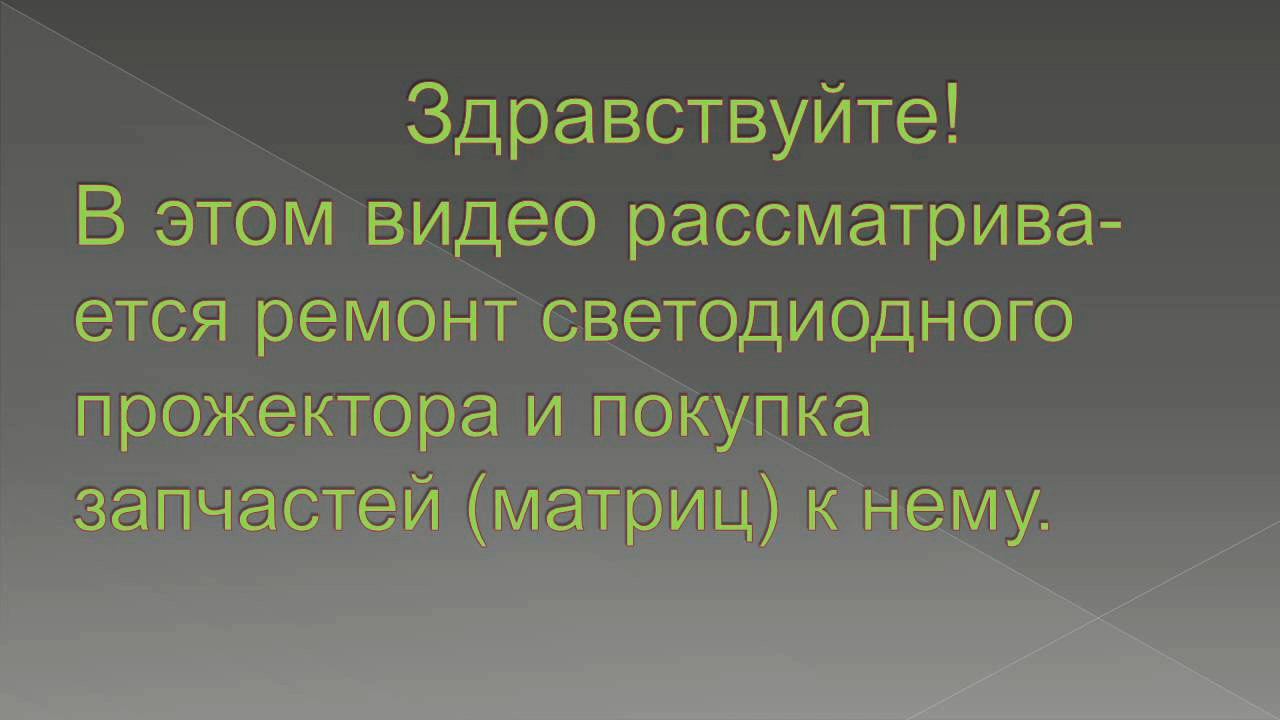 Здравствуйте!
В этом видео рассматрива-
ется ремонт светодиодного
прожектора и покупка
запчастей (матриц) к нему.